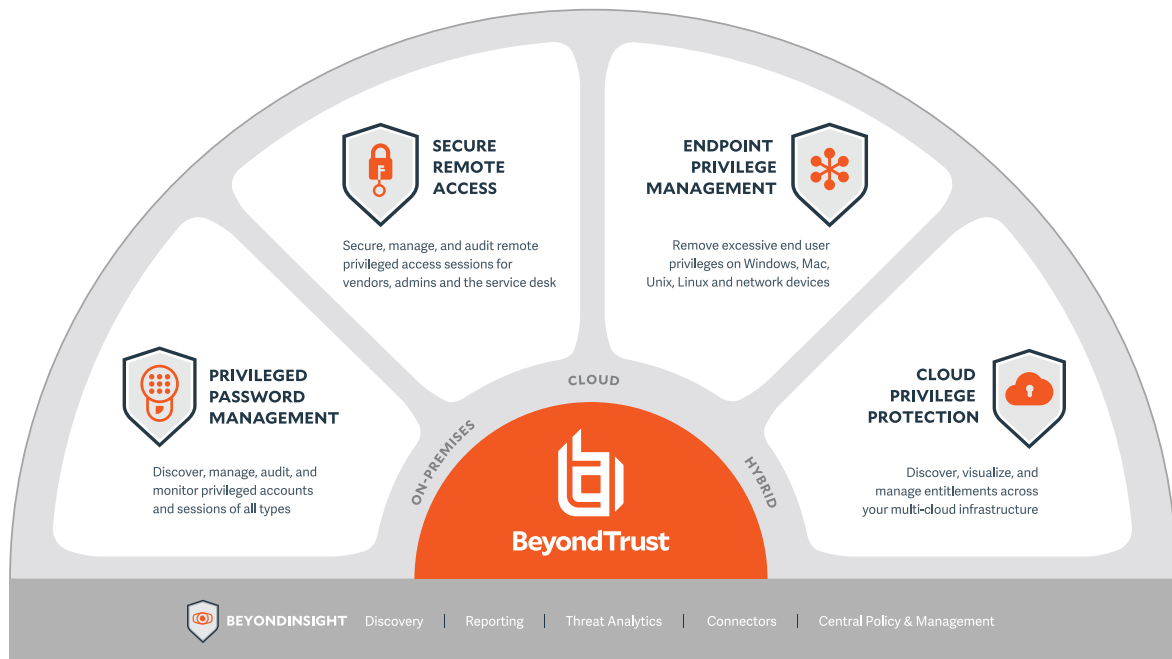 SECURE
REMOTE
ACCESS
Secure, manage, and audit remote
privileged access sessions for
vendors, admins and the service desk
ENDPOINT
PRIVILEGE
MANAGEMENT
Remove excessive end user
privileges on Windows, Mac,
Unix, Linux and network devices
PRIVILEGED
PASSWORD
MANAGEMENT
Discover, manage, audit, and
monitor privileged accounts
and sessions of all types
CLOUD
PRIVILEGE
PROTECTION
Discover, visualize, and
manage entitlements across
your multi-cloud infrastructure
ON-PREMISES
CLOUD
HYBRID
BeyondTrust
BEYONDINSIGHT Discovery | Reporting | Threat Analytics | Connectors | Central Policy & Management